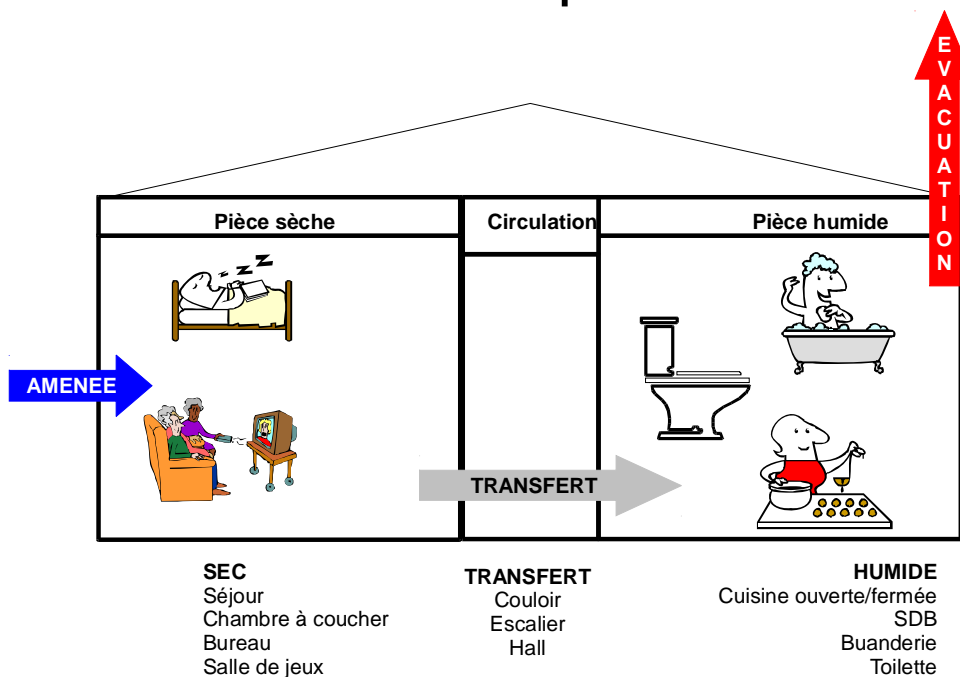 EVACUATION
Pièce sèche
Circulation
Pièce humide
z z z
AMENEE
TRANSFERT
SEC
Séjour
Chambre à coucher
Bureau
Salle de jeux
TRANSFERT
Couloir
Escalier
Hall
HUMIDE
Cuisine ouverte/fermée
SDB
Buanderie
Toilette